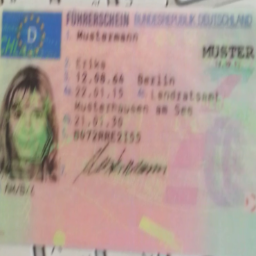 FÜHRERSCHEIN BUNDESREPUBLIK DEUTSCHLAND
D
1. Mustermann
MUSTER
2. Erika
3. 12.08.64 Berlin
4a. 22.01.15 4c. Landratsamt
Musterhausen am See
4b. 21.01.30
5. B072RRE2I55